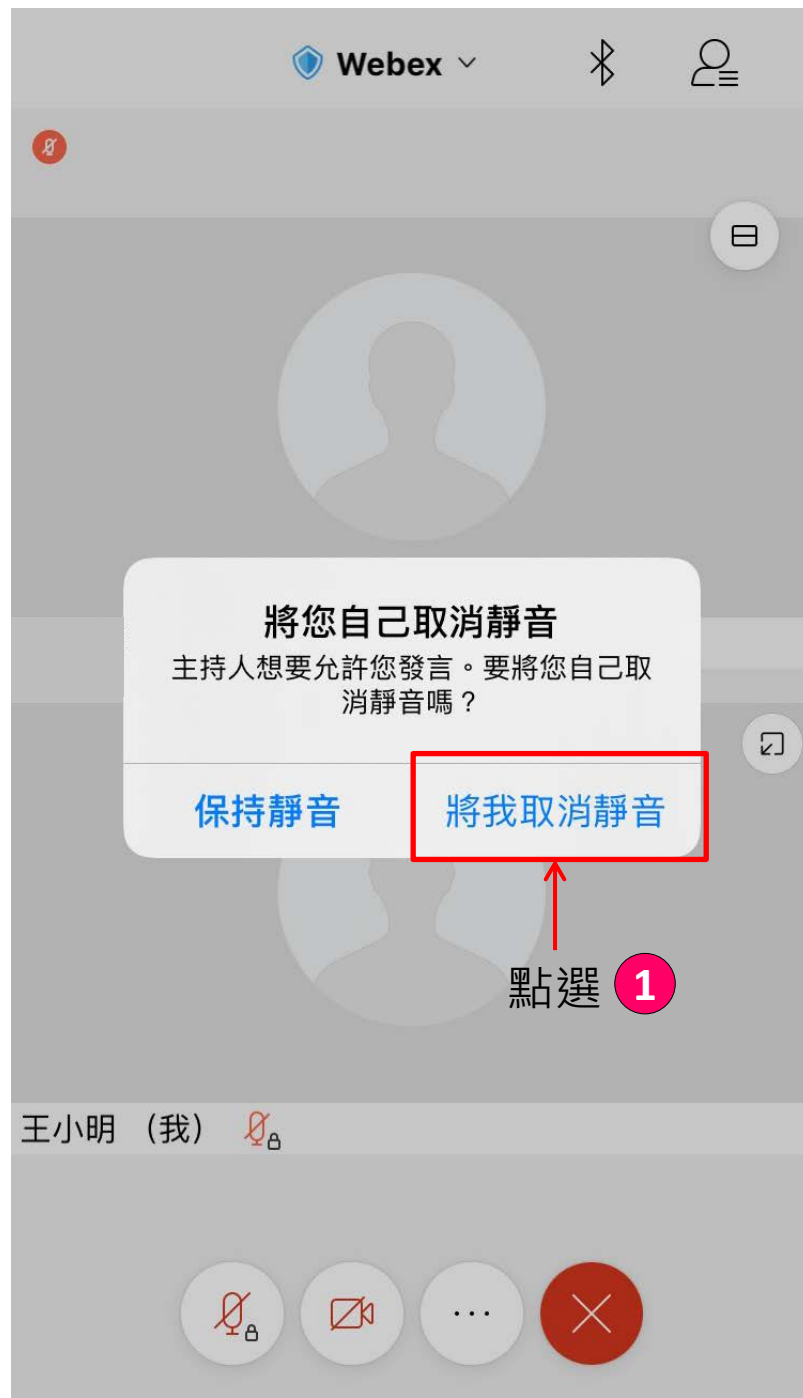 Webex
將您自己取消靜音
主持人想要允許您發言。要將您自己取
消靜音嗎？
保持靜音 將我取消靜音
點選 1
王小明 （我）